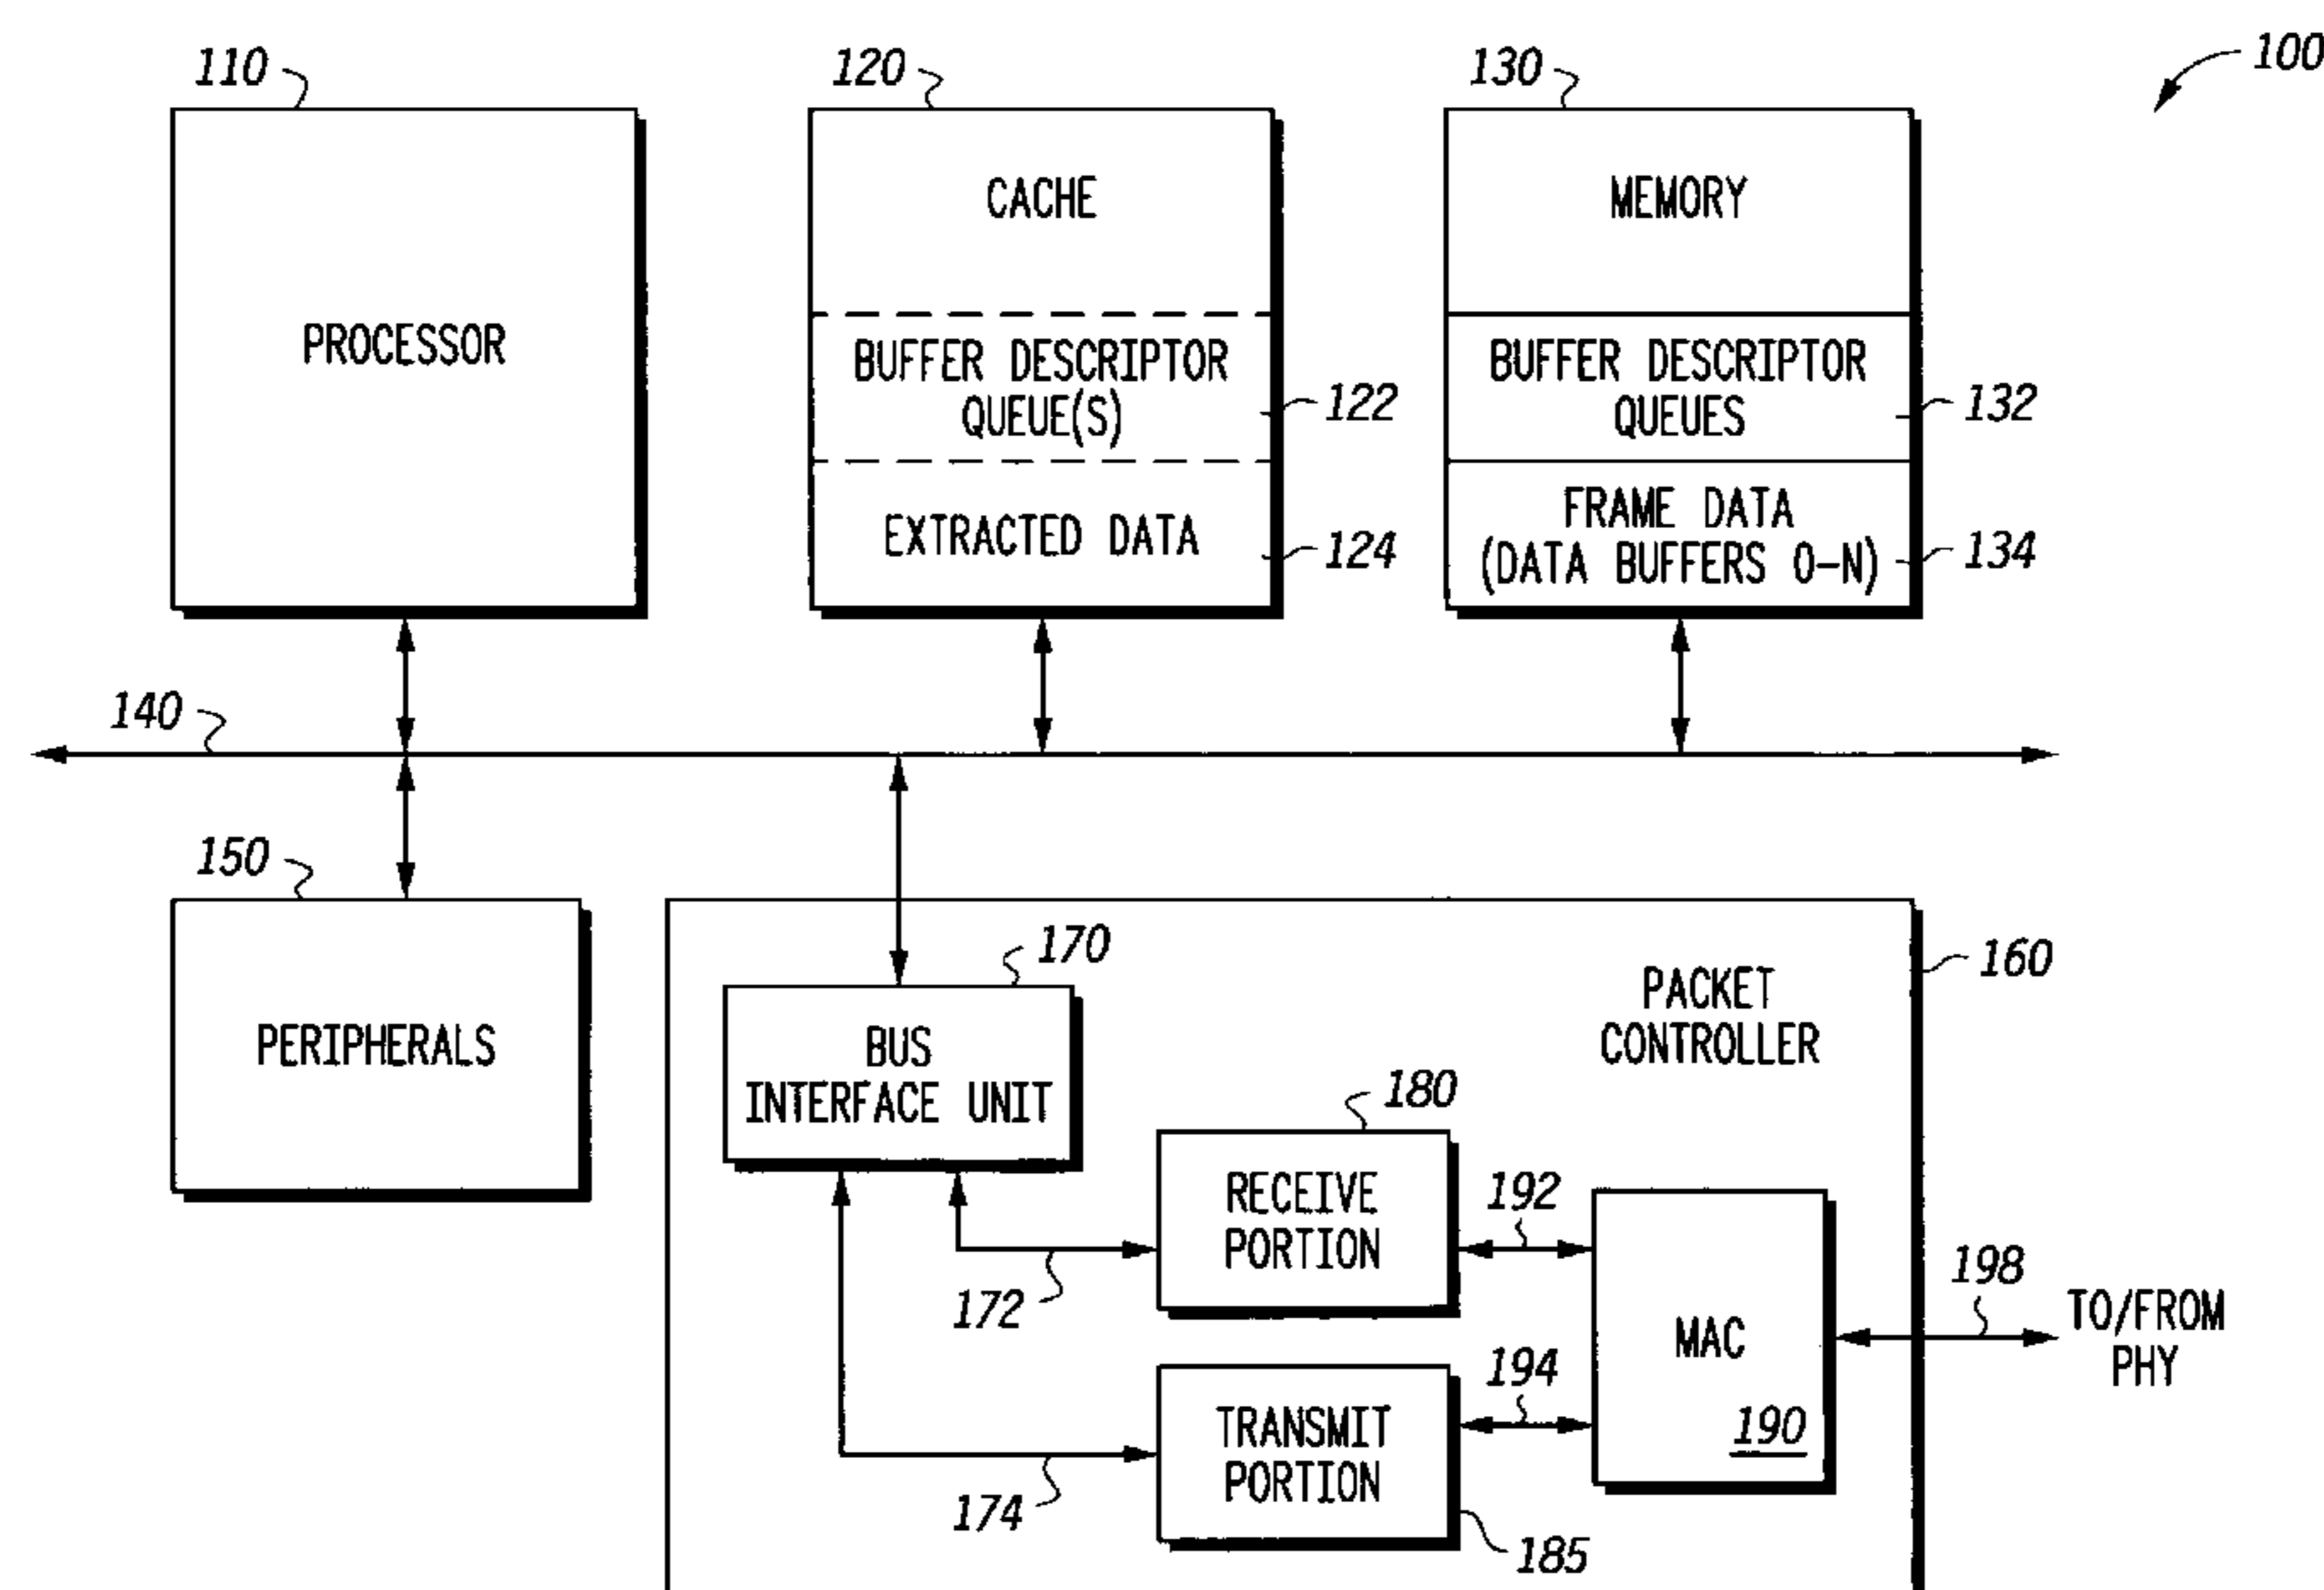 110
120
130
100
PROCESSOR
CACHE
BUFFER DESCRIPTOR
QUEUE(S)
122
EXTRACTED DATA
124
MEMORY
BUFFER DESCRIPTOR
QUEUES
132
FRAME DATA
(DATA BUFFERS 0-N)
134
140
150
PERIPHERALS
160
PACKET
CONTROLLER
170
BUS
INTERFACE UNIT
180
RECEIVE
PORTION
172
192
TRANSMIT
PORTION
174
194
185
MAC
190
198
TO/FROM
PHY